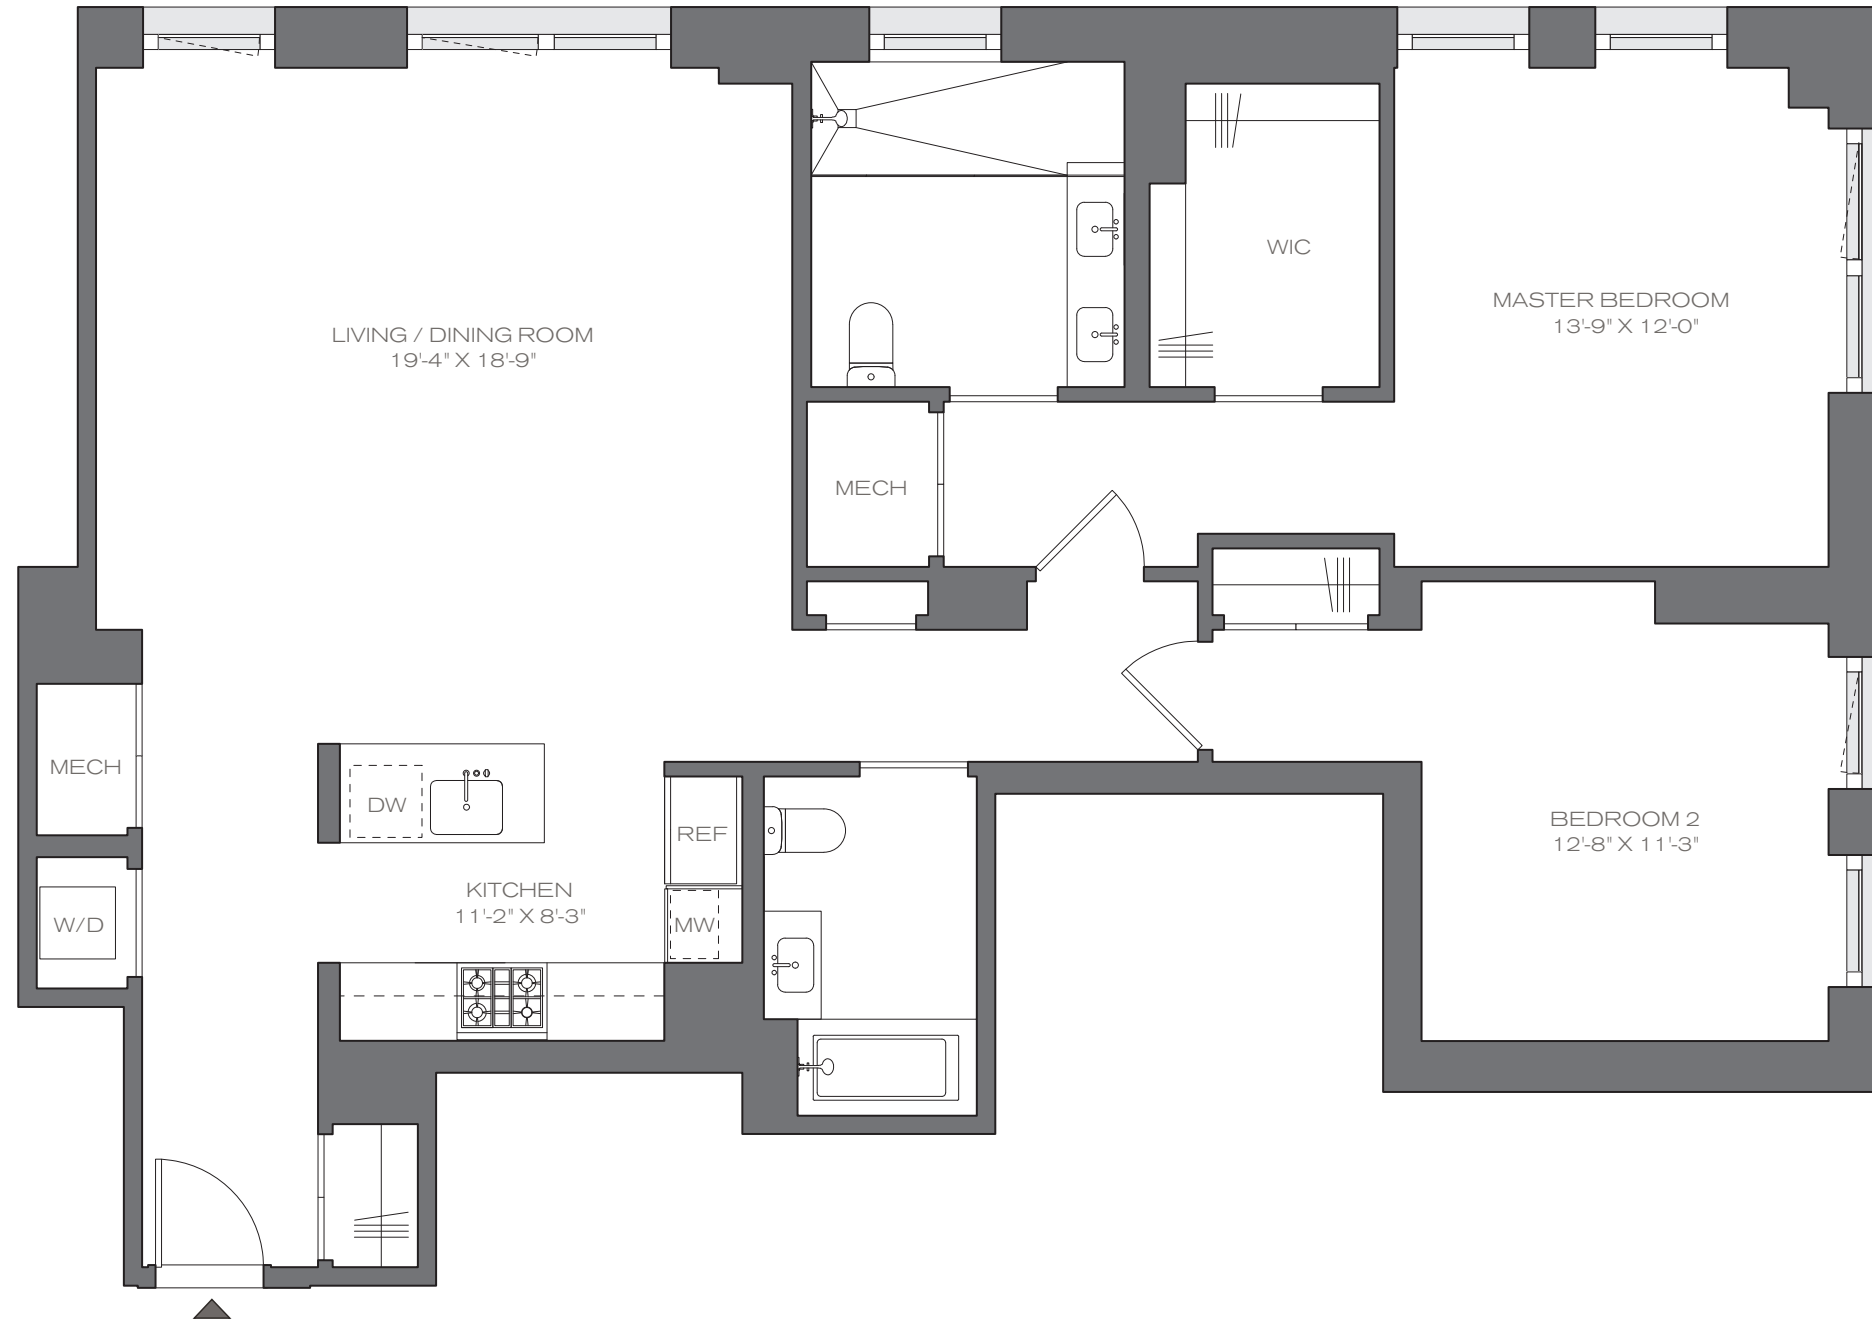 WIC
MASTER BEDROOM
13'-9" X 12'-0"
LIVING / DINING ROOM
19'-4" X 18'-9"
MECH
MECH
DW
REF
BEDROOM 2
12'-8" X 11'-3"
KITCHEN
11'-2" X 8'-3"
MW
W/D